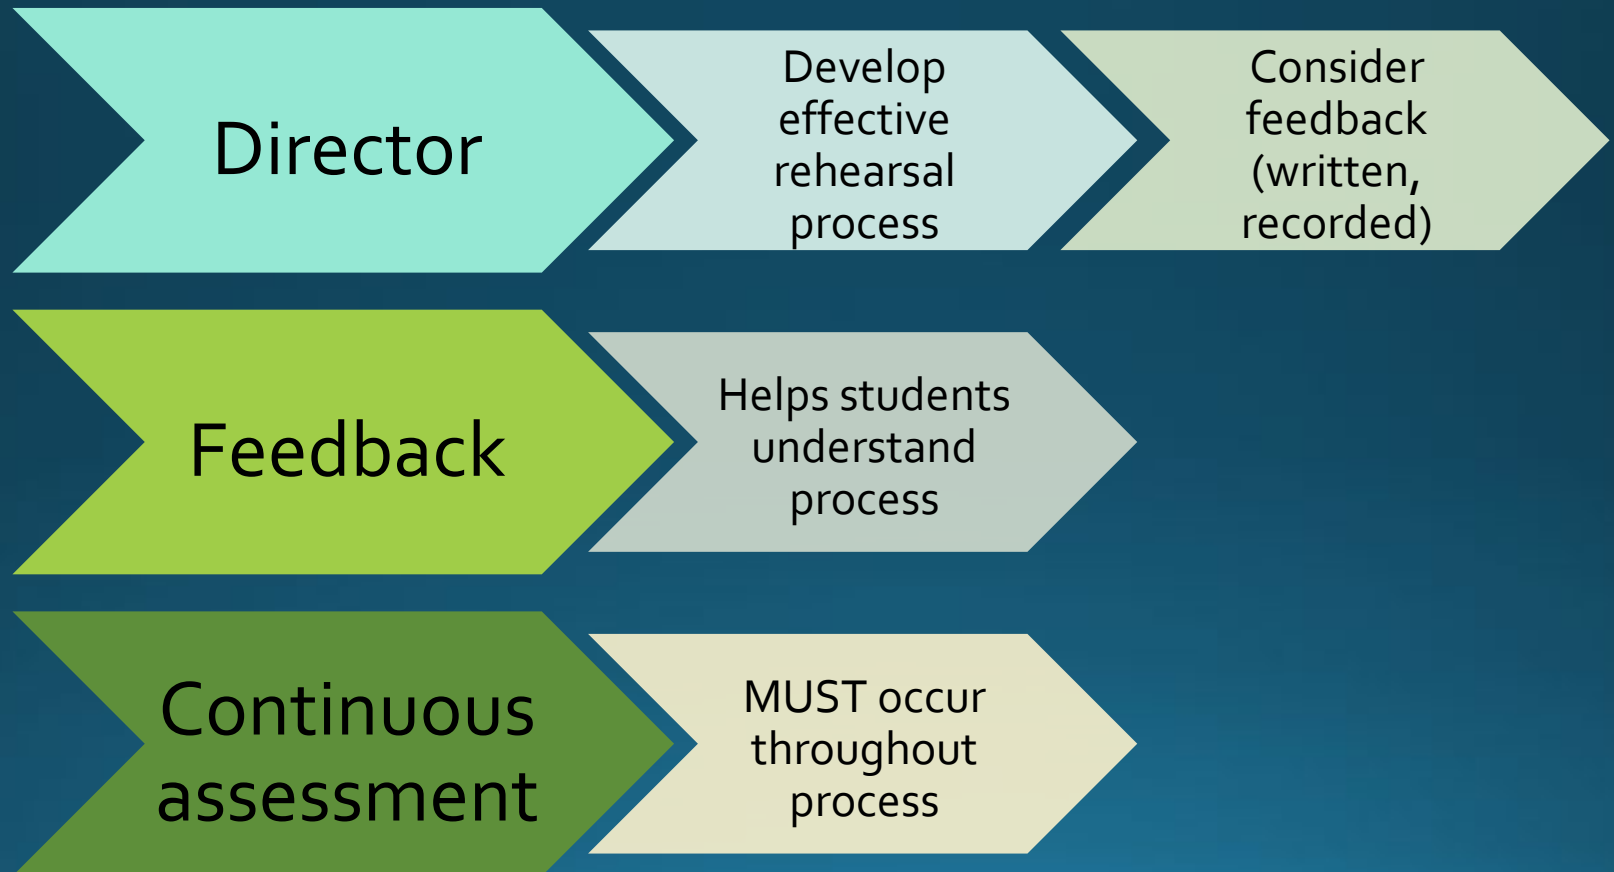 Director
Develop
effective
rehearsal
process
Consider
feedback
(written,
recorded)
Feedback
Helps students
understand
process
Continuous
assessment
MUST occur
throughout
process